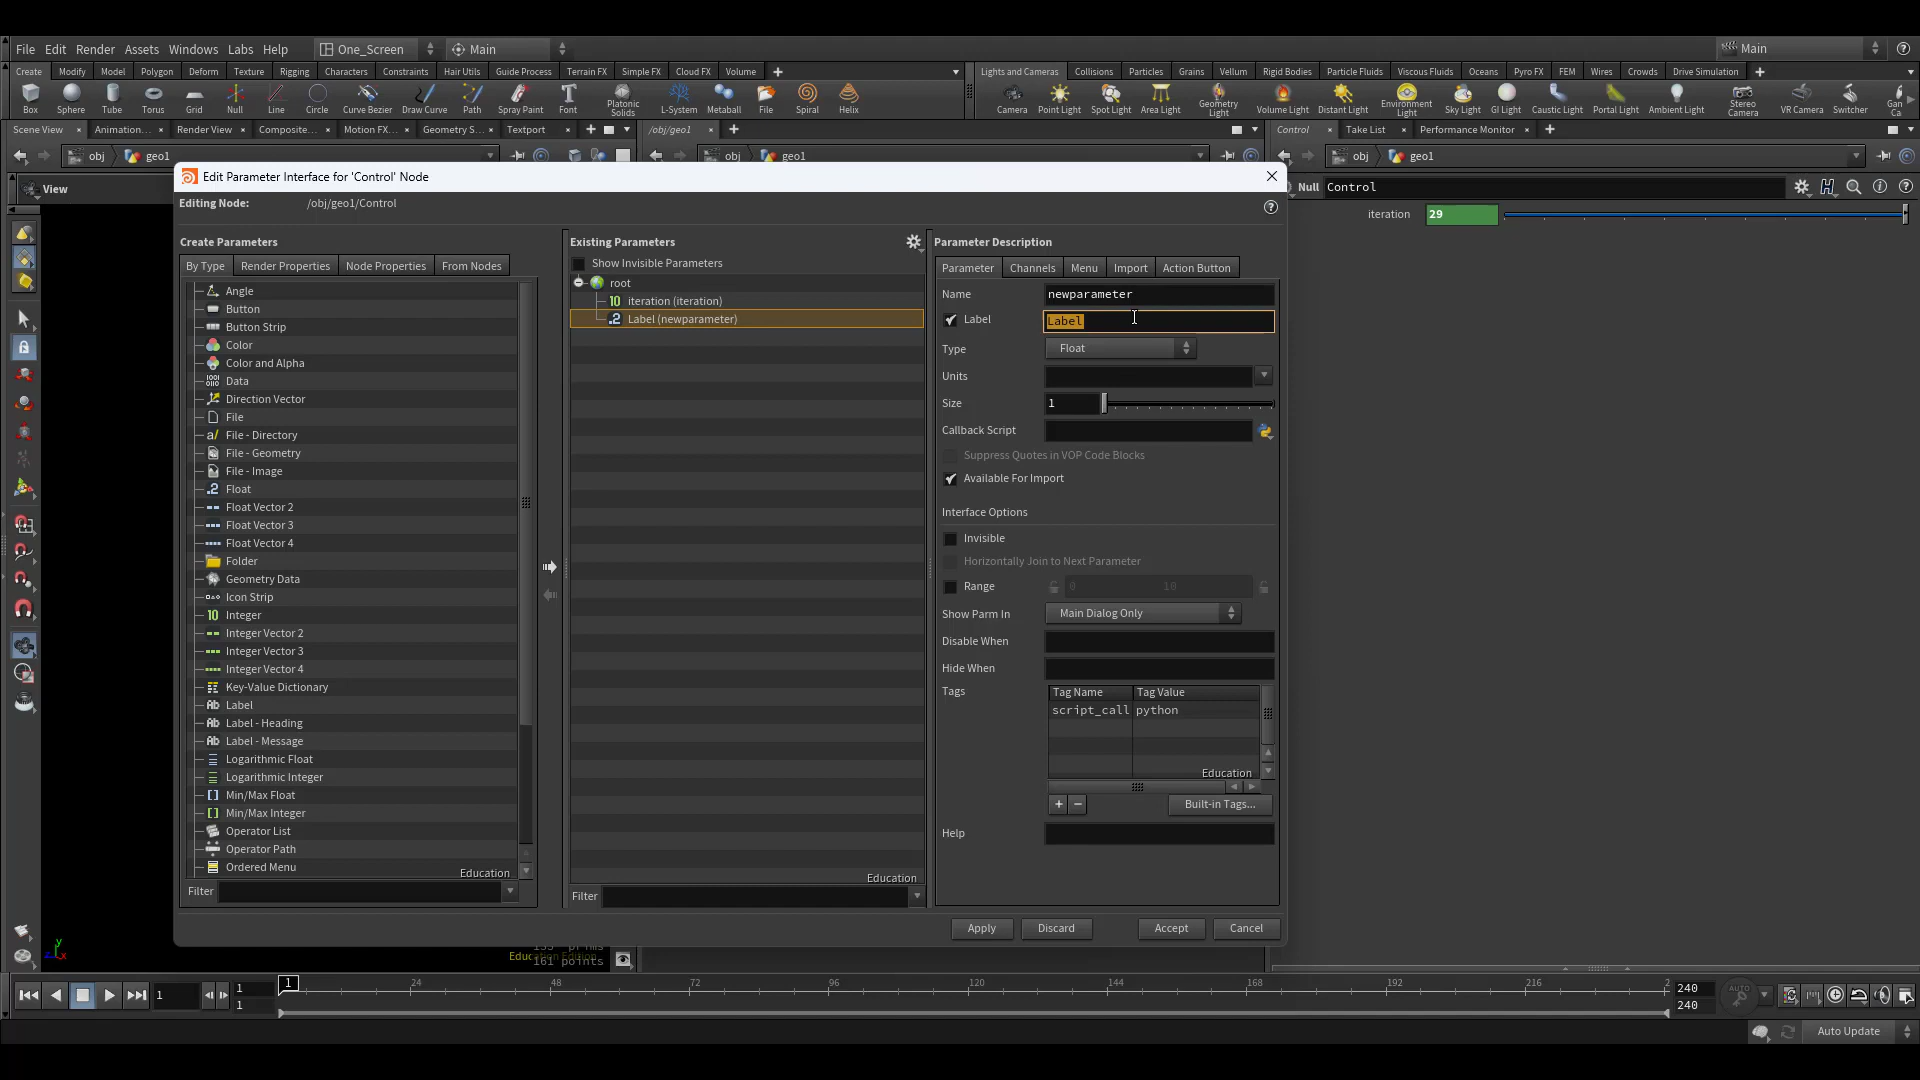 File Edit Render Assets Windows Labs Help One_Screen Main Main
Create Modify Model Polygon Deform Texture Rigging Characters Constraints Hair Utils Guide Process Terrain FX Simple FX Cloud FX Volume
Lights and Cameras Collisions Particles Grains Vellum Rigid Bodies Particle Fluids Viscous Fluids Oceans Pyro FX FEM Wires Crowds Drive Simulation
Box Sphere Tube Torus Grid Null Line Circle Curve Bezier Draw Curve Path Spray Paint Font Platonic Solids L-System Metaball File Spiral Helix
Camera Point Light Spot Light Area Light Geometry Light Volume Light Distant Light Environment Light Sky Light GI Light Caustic Light Portal Light Ambient Light Stereo Camera VR Camera Switcher Gan Ca
Scene View Animation... Render View Composite... Motion FX... Geometry S... Textport /obj/geo1 Control Take List Performance Monitor
obj geo1 obj geo1 obj geo1
View
Null Control
iteration 29
Edit Parameter Interface for 'Control' Node
Editing Node: /obj/geo1/Control
Create Parameters
By Type Render Properties Node Properties From Nodes
Angle
Button
Button Strip
Color
Color and Alpha
Data
Direction Vector
File
File - Directory
File - Geometry
File - Image
Float
Float Vector 2
Float Vector 3
Float Vector 4
Folder
Geometry Data
Icon Strip
Integer
Integer Vector 2
Integer Vector 3
Integer Vector 4
Key-Value Dictionary
Label
Label - Heading
Label - Message
Logarithmic Float
Logarithmic Integer
Min/Max Float
Min/Max Integer
Operator List
Operator Path
Ordered Menu
Education
Filter
Existing Parameters
Show Invisible Parameters
root
iteration (iteration)
Label (newparameter)
Education
Filter
Parameter Description
Parameter Channels Menu Import Action Button
Name newparameter
Label Label
Type Float
Units
Size 1
Callback Script
Suppress Quotes in VOP Code Blocks
Available For Import
Interface Options
Invisible
Horizontally Join to Next Parameter
Range 0 10
Show Parm In Main Dialog Only
Disable When
Hide When
Tags Tag Name Tag Value
script_call python
Education
+ - Built-in Tags...
Help
Apply Discard Accept Cancel
161 points
1 1 1 24 48 72 96 120 144 168 192 216 2 240
1 240
AUTO
Auto Update